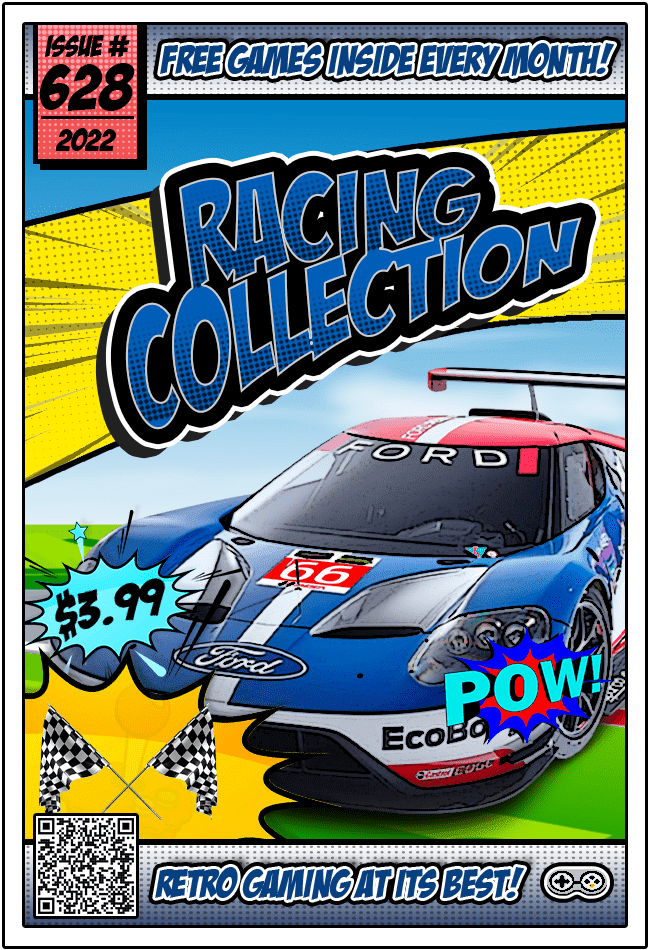 ISSUE #
628
2022
FREE GAMES INSIDE EVERY MONTH!
RACING
COLLECTION
FORD
66
$3.99
Ford
POW!
EcoBo
EDGE
RETRO GAMING AT ITS BEST!